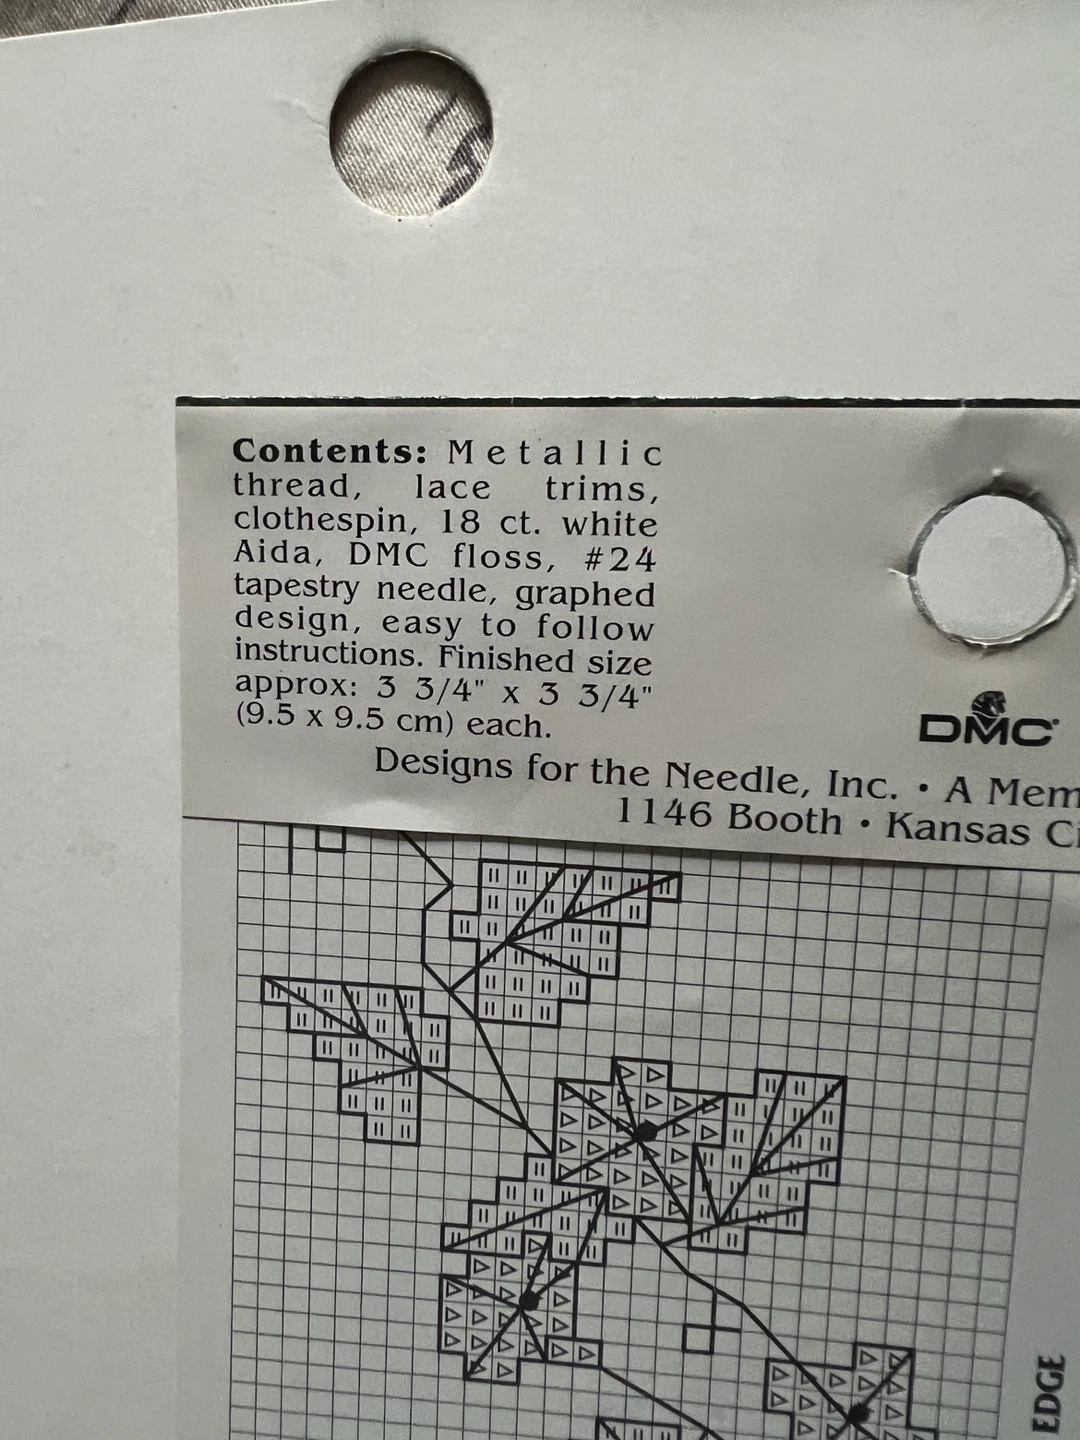 Contents: Metallic
thread, lace trims,
clothespin, 18 ct. white
Aida, DMC floss, #24
tapestry needle, graphed
design, easy to follow
instructions. Finished size
approx: 3 3/4" x 3 3/4"
(9.5 x 9.5 cm) each.
DMC
Designs for the Needle, Inc. • A Mem
1146 Booth • Kansas C
EDGE